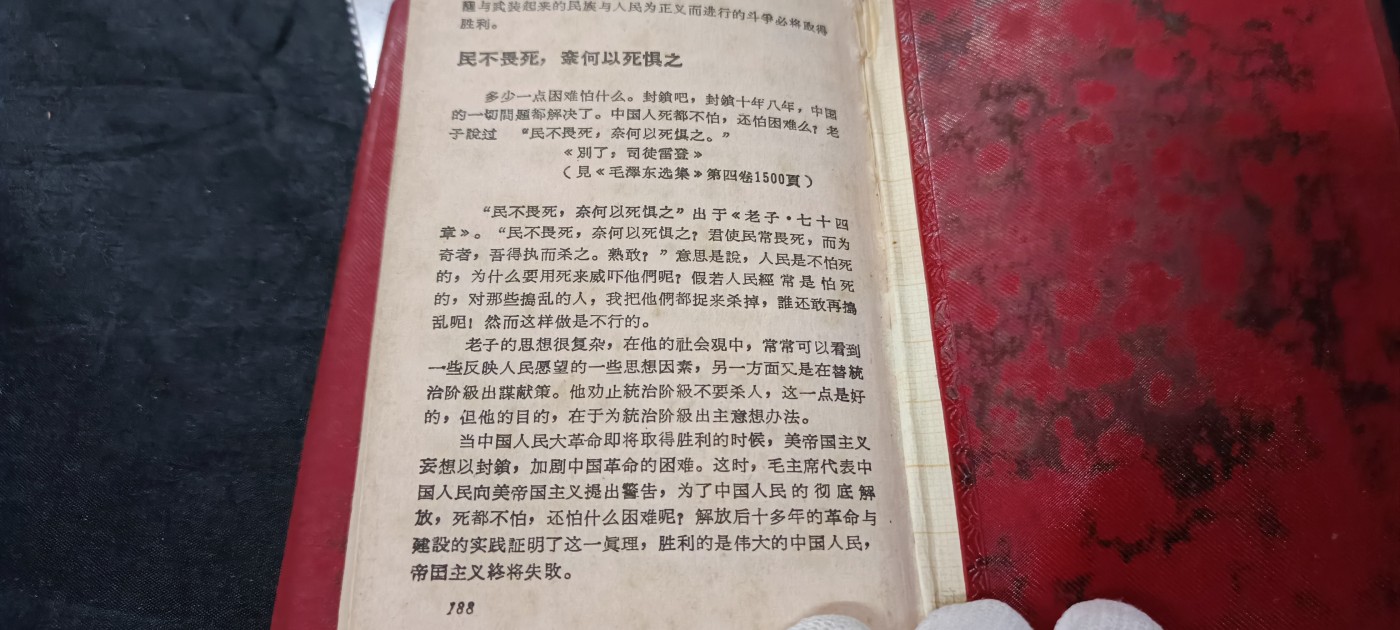 醒与武装起来的民族与人民为正义而进行的斗爭必将取得
胜利。
民不畏死，奈何以死惧之
多少一点困难怕什么。封鎖吧，封鎖十年八年，中国
的一切問題都解决了。中国人死都不怕，还怕困难么？老
子說过 “民不畏死，奈何以死惧之。”
《別了，司徒雷登》
（見《毛澤东选集》第四卷1500頁）
“民不畏死，奈何以死惧之”出于《老子·七十四
章》。“民不畏死，奈何以死惧之？君使民常畏死，而为
奇者，吾得执而杀之。熟敢？”意思是說，人民是不怕死
的，为什么要用死来威吓他們呢？假若人民經常是怕死
的，对那些搗乱的人，我把他們都捉来杀掉，誰还敢再搗
乱呢！然而这样做是不行的。
老子的思想很复杂，在他的社会观中，常常可以看到
一些反映人民愿望的一些思想因素，另一方面又是在替統
治阶級出謀献策。他劝止統治阶級不要杀人，这一点是好
的，但他的目的，在于为統治阶級出主意想办法。
当中国人民大革命即将取得胜利的时候，美帝国主义
妄想以封鎖，加剧中国革命的困难。这时，毛主席代表中
国人民向美帝国主义提出警告，为了中国人民的彻底解
放，死都不怕，还怕什么困难呢？解放后十多年的革命与
建設的实践証明了这一眞理，胜利的是伟大的中国人民，
帝国主义終将失敗。
188